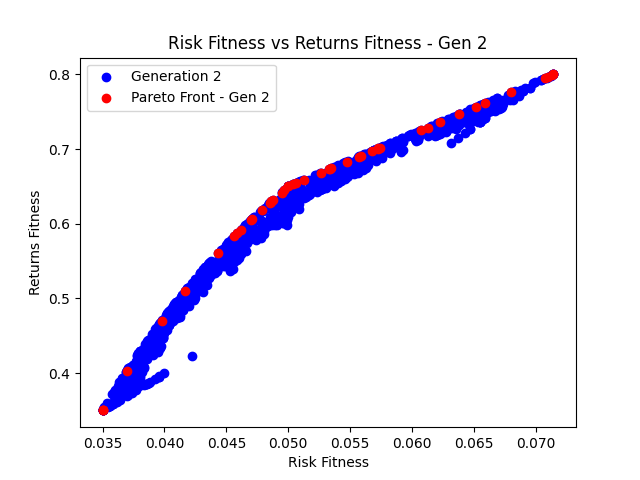 Risk Fitness vs Returns Fitness - Gen 2
Generation 2
Pareto Front - Gen 2
Returns Fitness
0.8
0.7
0.6
0.5
0.4
0.035 0.040 0.045 0.050 0.055 0.060 0.065 0.070
Risk Fitness